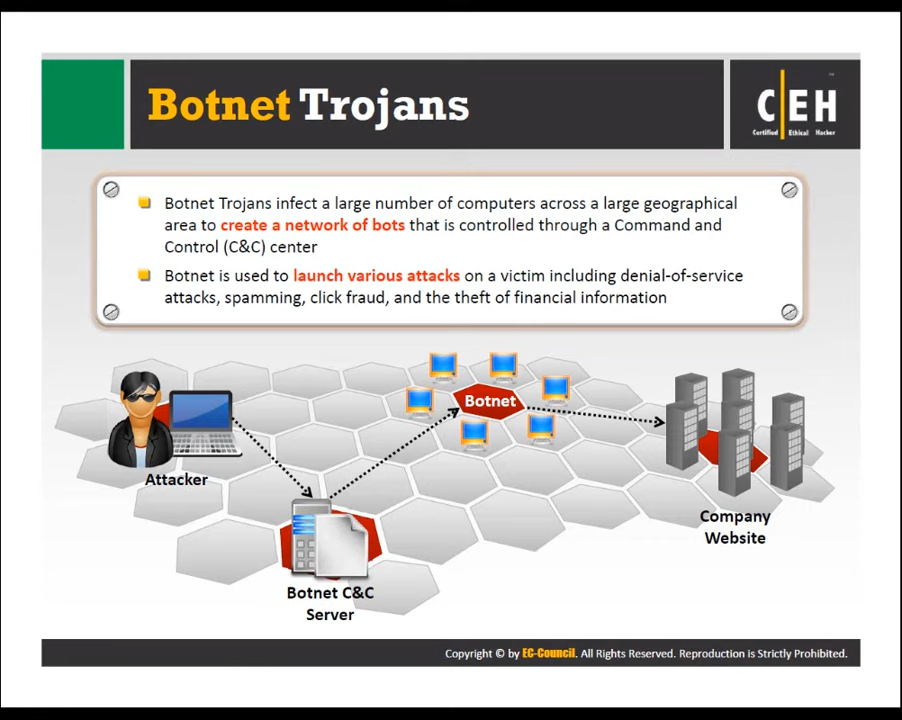 Botnet Trojans
C|EH
Certified Ethical Hacker
Botnet Trojans infect a large number of computers across a large geographical
area to create a network of bots that is controlled through a Command and
Control (C&C) center
Botnet is used to launch various attacks on a victim including denial-of-service
attacks, spamming, click fraud, and the theft of financial information
Botnet
Attacker
Company
Website
Botnet C&C
Server
Copyright © by EC-Council. All Rights Reserved. Reproduction is Strictly Prohibited.